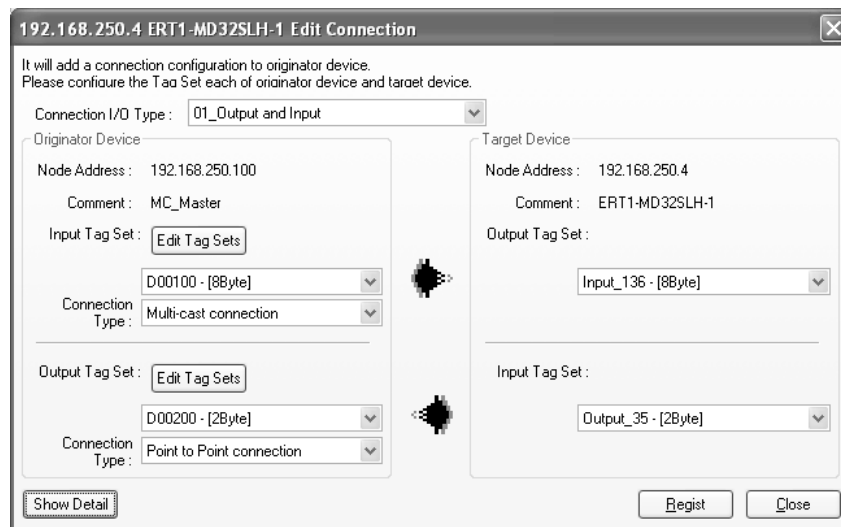 192.168.250.4 ERT1-MD32SLH-1 Edit Connection
It will add a connection configuration to originator device.
Please configure the Tag Set each of originator device and target device.
Connection I/O Type : 01_Output and Input
Originator Device
Node Address : 192.168.250.100
Comment : MC_Master
Input Tag Set : Edit Tag Sets
D00100 - [8Byte]
Connection Type : Multi-cast connection
Output Tag Set : Edit Tag Sets
D00200 - [2Byte]
Connection Type : Point to Point connection
Target Device
Node Address : 192.168.250.4
Comment : ERT1-MD32SLH-1
Output Tag Set :
Input_136 - [8Byte]
Input Tag Set :
Output_35 - [2Byte]
Show Detail
Regist
Close